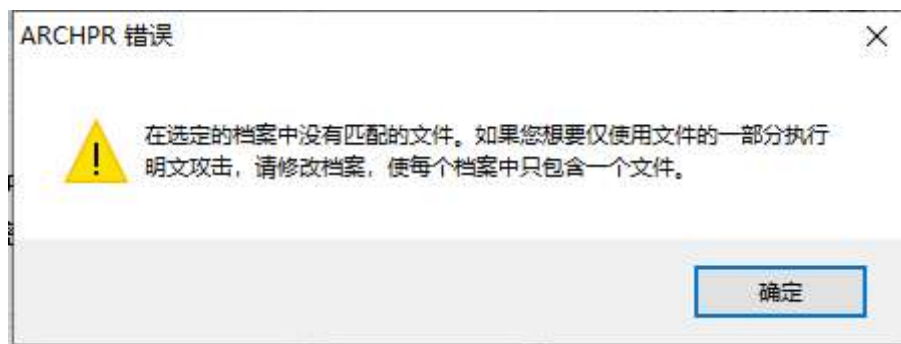 ARCHPR 错误
在选定的档案中没有匹配的文件。如果您想要仅使用文件的一部分执行
明文攻击，请修改档案，使每个档案中只包含一个文件。
确定